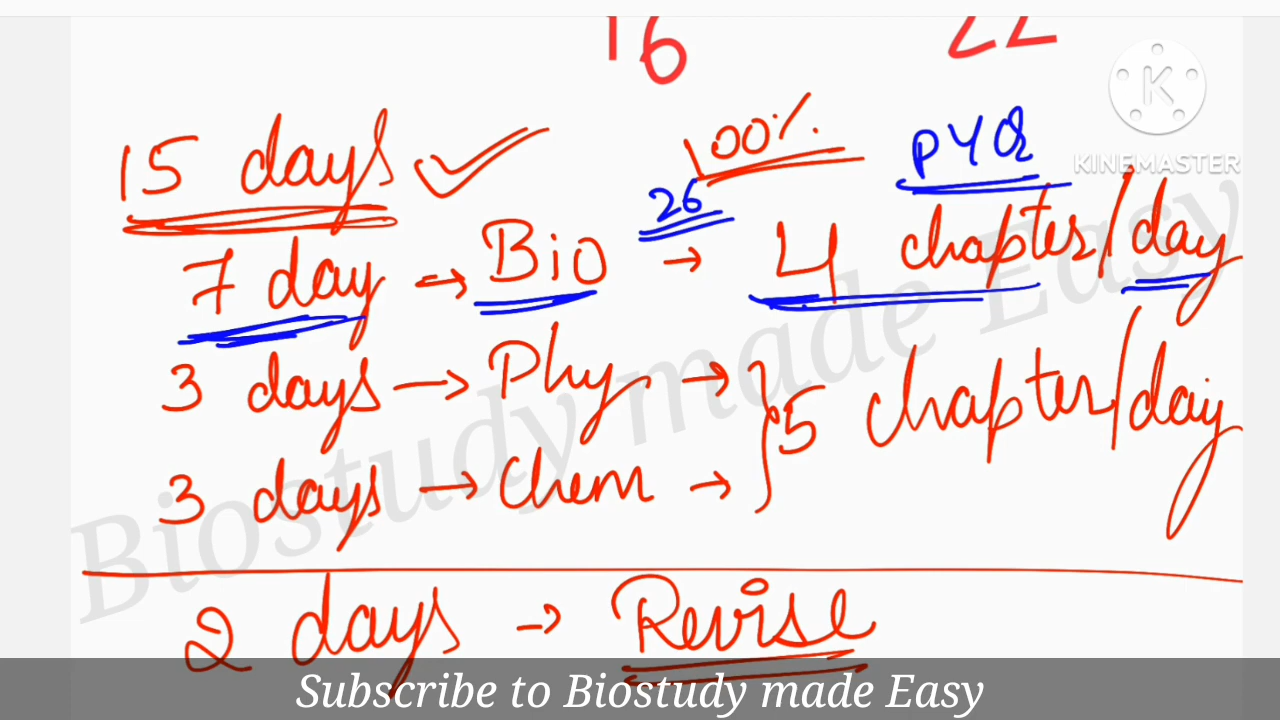 16 22
K
KINEMASTER
15 days 100% PYQ
7 day → Bio 26 → 4 chapter/day
3 days → Phy → } 5 chapter/day
3 days → Chem →
2 days → Revise
Biostudy made Easy
Subscribe to Biostudy made Easy